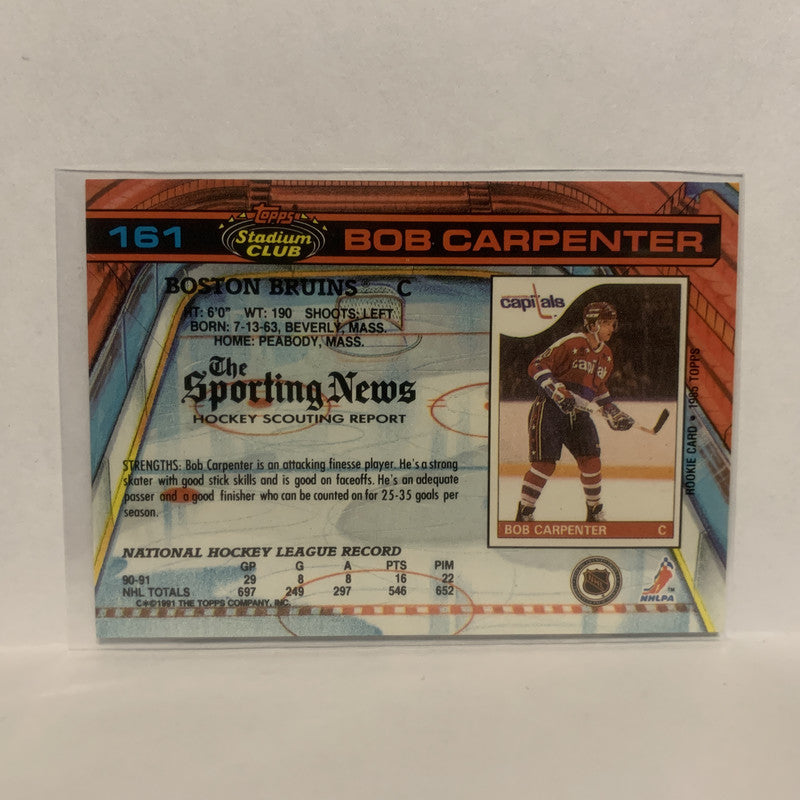 161
TOPPS
Stadium
CLUB
BOB CARPENTER
BOSTON BRUINS® C
HT: 6'0" WT: 190 SHOOTS: LEFT
BORN: 7-13-63, BEVERLY, MASS.
HOME: PEABODY, MASS.
The
Sporting News
HOCKEY SCOUTING REPORT
STRENGTHS: Bob Carpenter is an attacking finesse player. He's a strong
skater with good stick skills and is good on faceoffs. He's an adequate
passer and a good finisher who can be counted on for 25-35 goals per
season.
NATIONAL HOCKEY LEAGUE RECORD
GP G A PTS PIM
90-91 29 8 8 16 22
NHL TOTALS 697 249 297 546 652
C*©1991 THE TOPPS COMPANY, INC.
capitals
capitals
BOB CARPENTER C
ROOKIE CARD • 1985 TOPPS
NHL
NHLPA™